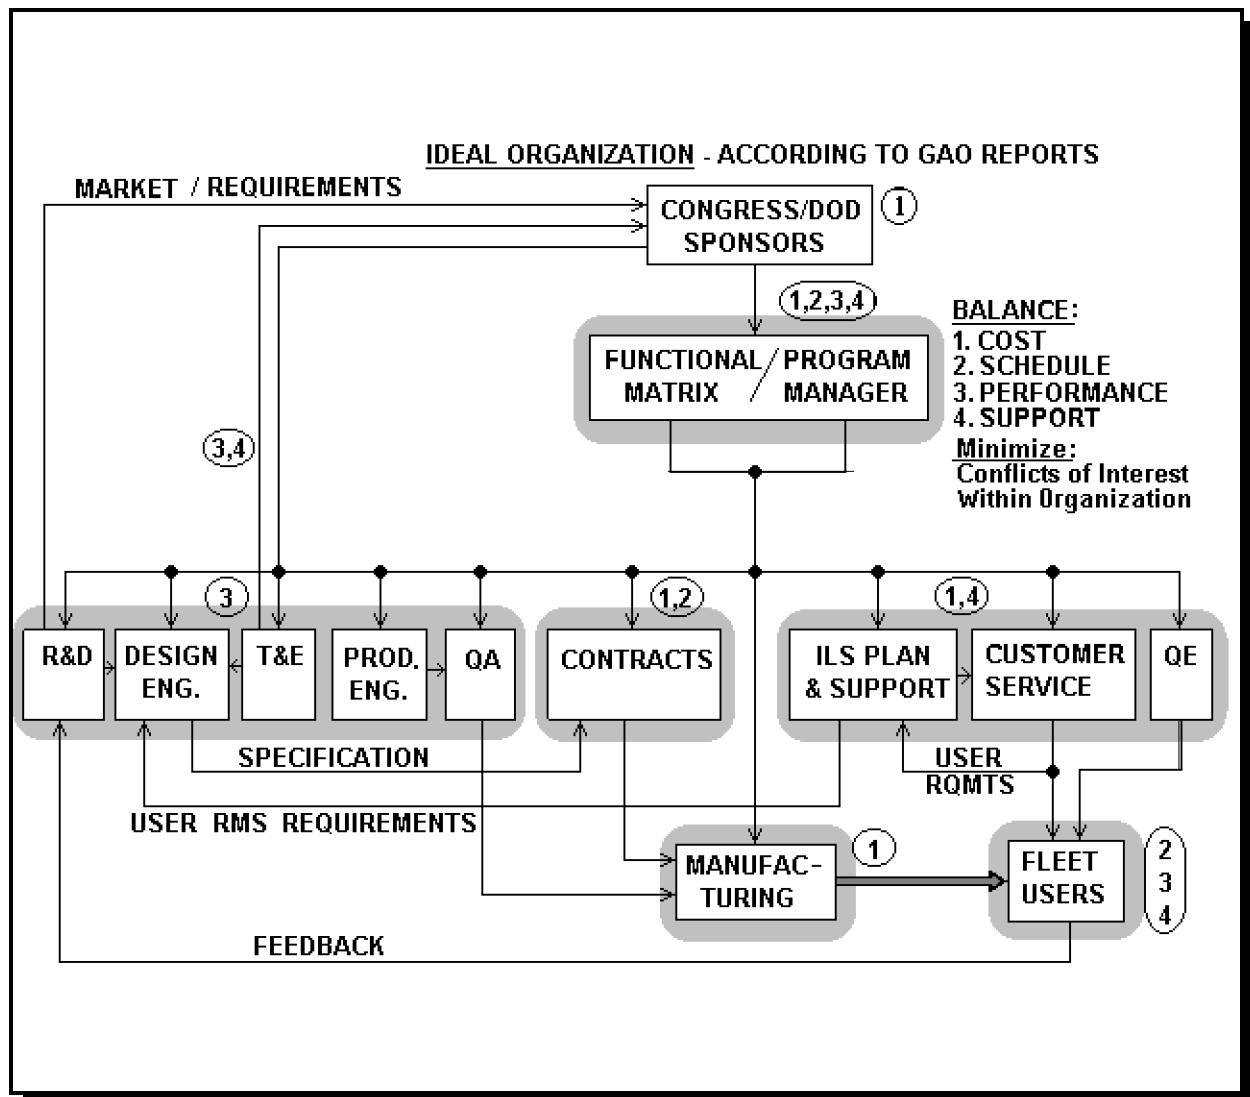 IDEAL ORGANIZATION - ACCORDING TO GAO REPORTS
MARKET / REQUIREMENTS
CONGRESS/DOD
SPONSORS
1
1,2,3,4
FUNCTIONAL / PROGRAM
MATRIX / MANAGER
BALANCE:
1. COST
2. SCHEDULE
3. PERFORMANCE
4. SUPPORT
Minimize:
Conflicts of Interest
Within Organization
3,4
3
1,2
1,4
R&D
DESIGN
ENG.
T&E
PROD.
ENG.
QA
CONTRACTS
ILS PLAN
& SUPPORT
CUSTOMER
SERVICE
QE
SPECIFICATION
USER
RQMTS
USER RMS REQUIREMENTS
MANUFAC-
TURING
1
FLEET
USERS
2
3
4
FEEDBACK